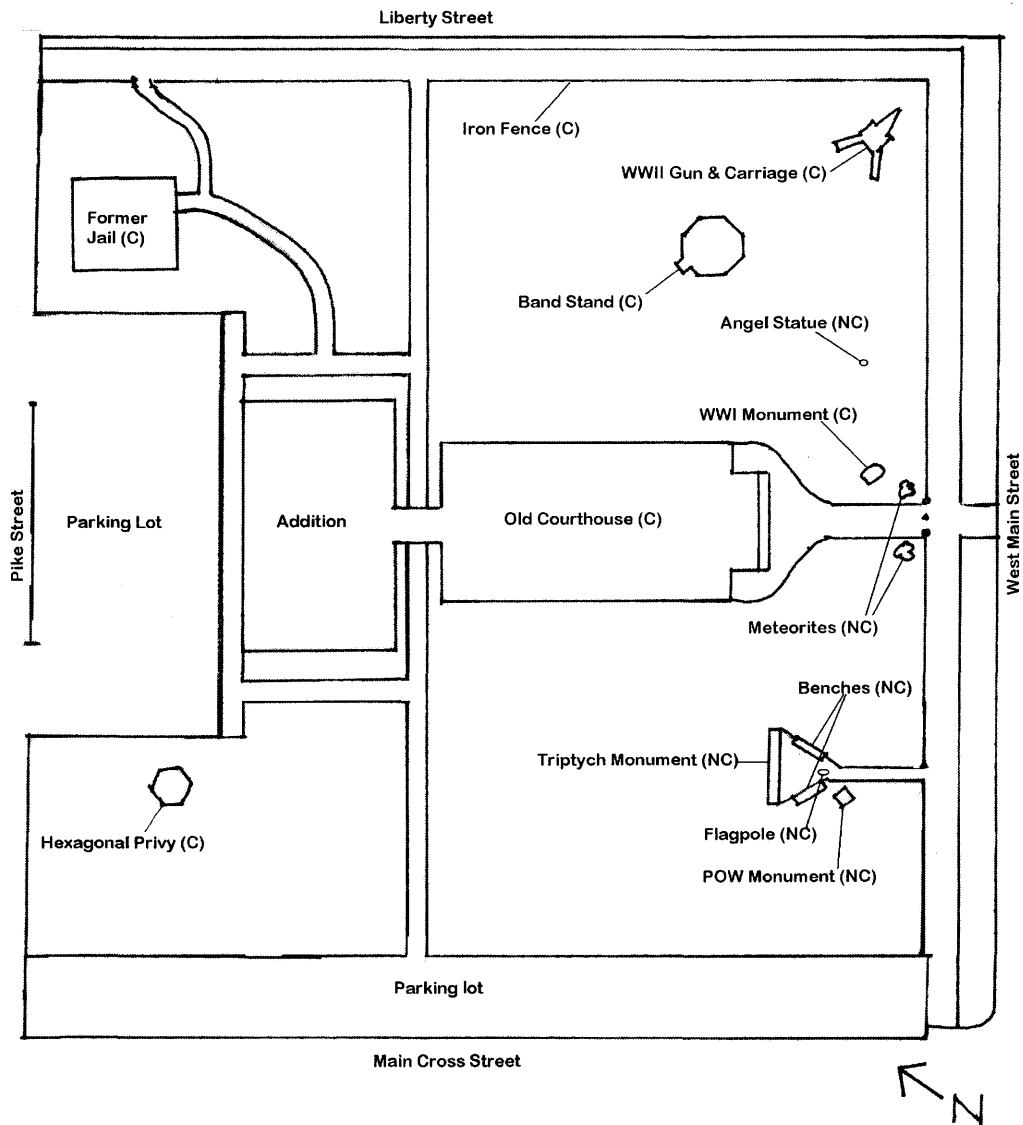 Liberty Street
Iron Fence (C)
WWII Gun & Carriage (C)
Former
Jail (C)
Band Stand (C)
Angel Statue (NC)
WWI Monument (C)
Pike Street
Parking Lot
Addition
Old Courthouse (C)
West Main Street
Meteorites (NC)
Benches (NC)
Triptych Monument (NC)
Hexagonal Privy (C)
Flagpole (NC)
POW Monument (NC)
Parking lot
Main Cross Street
N